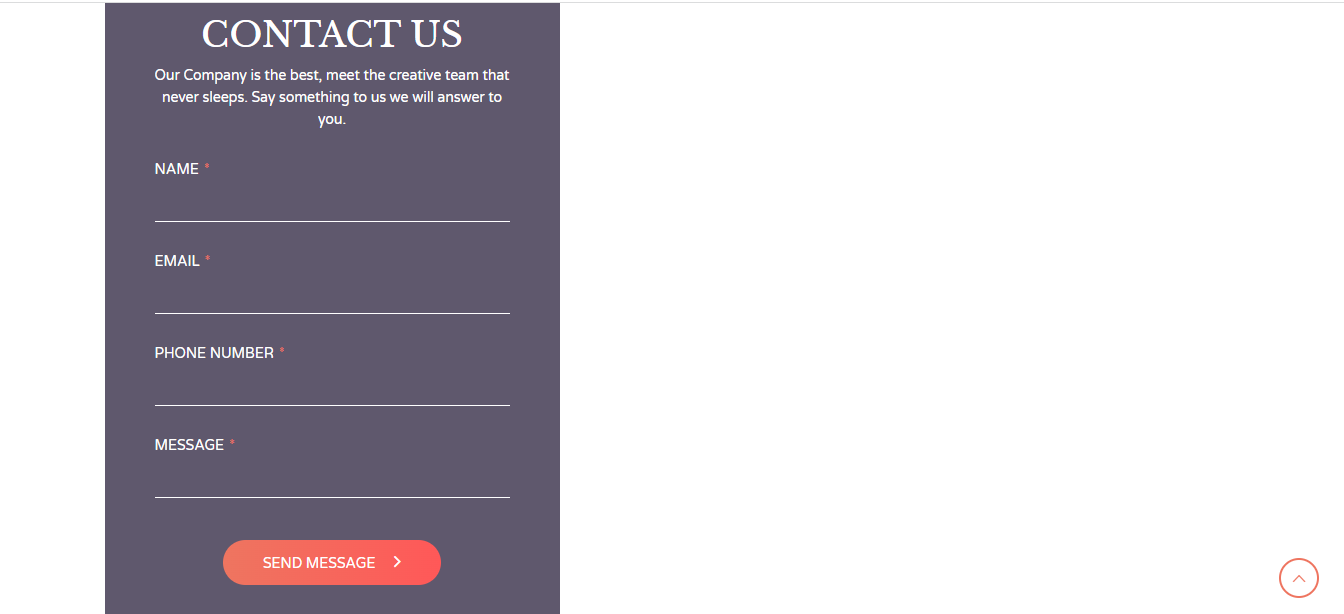 CONTACT US
Our Company is the best, meet the creative team that
never sleeps. Say something to us we will answer to
you.
NAME *
EMAIL *
PHONE NUMBER *
MESSAGE *
SEND MESSAGE